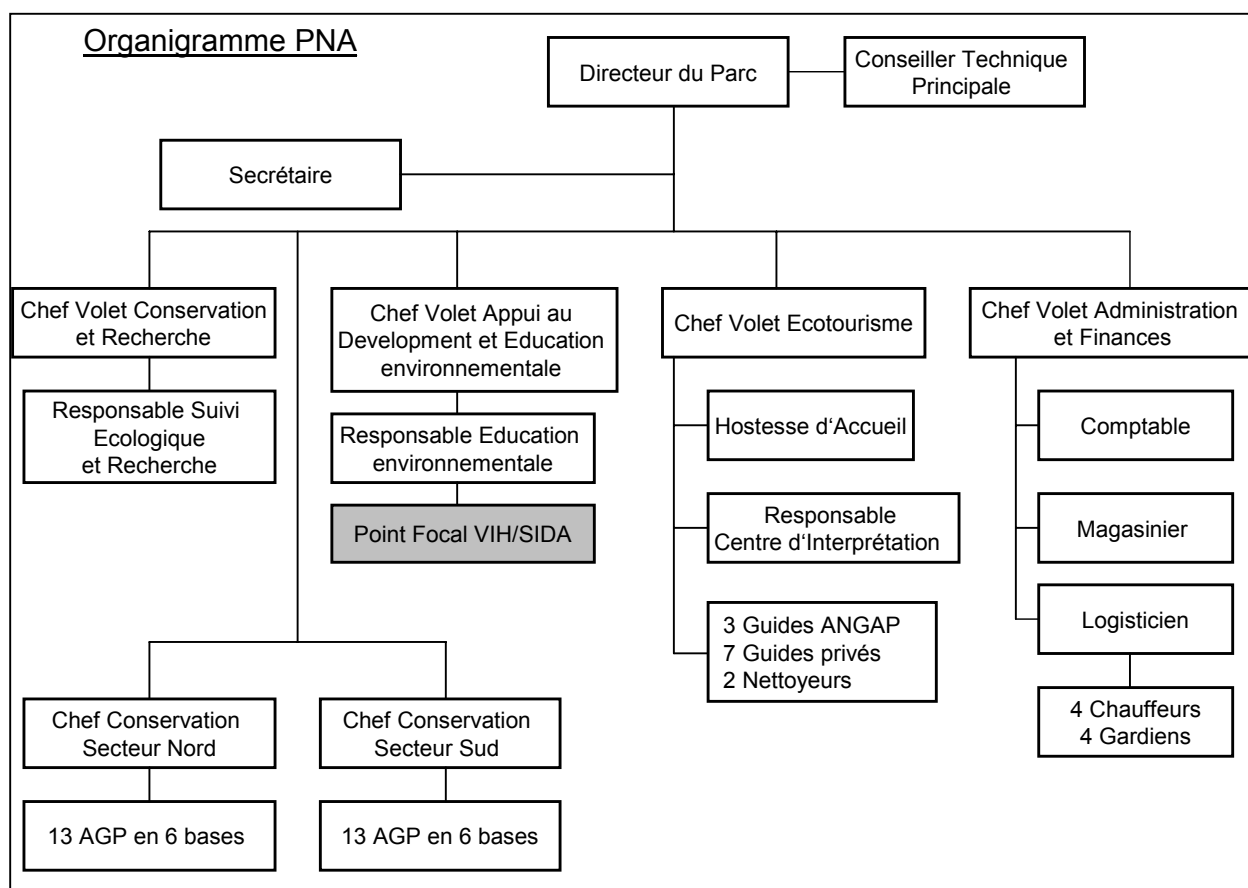 Organigramme PNA
Directeur du Parc
Conseiller Technique
Principale
Secrétaire
Chef Volet Conservation
et Recherche
Responsable Suivi
Ecologique
et Recherche
Chef Volet Appui au
Development et Education
environnementale
Responsable Education
environnementale
Point Focal VIH/SIDA
Chef Volet Ecotourisme
Hostesse d‘Accueil
Responsable
Centre d‘Interprétation
3 Guides ANGAP
7 Guides privés
2 Nettoyeurs
Chef Volet Administration
et Finances
Comptable
Magasinier
Logisticien
4 Chauffeurs
4 Gardiens
Chef Conservation
Secteur Nord
13 AGP en 6 bases
Chef Conservation
Secteur Sud
13 AGP en 6 bases